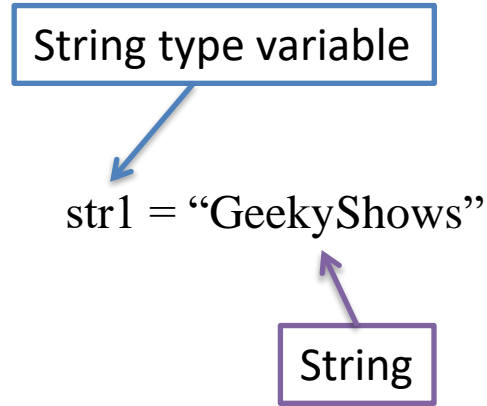 String type variable
str1 = “GeekyShows”
String